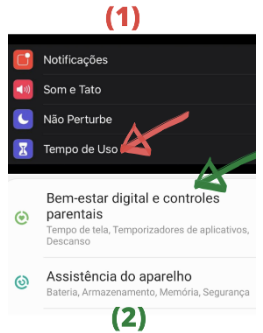 (1)
Notificações
Som e Tato
Não Perturbe
Tempo de Uso
Bem-estar digital e controles
parentais
Tempo de tela, Temporizadores de aplicativos,
Descanso
Assistência do aparelho
Bateria, Armazenamento, Memória, Segurança
(2)